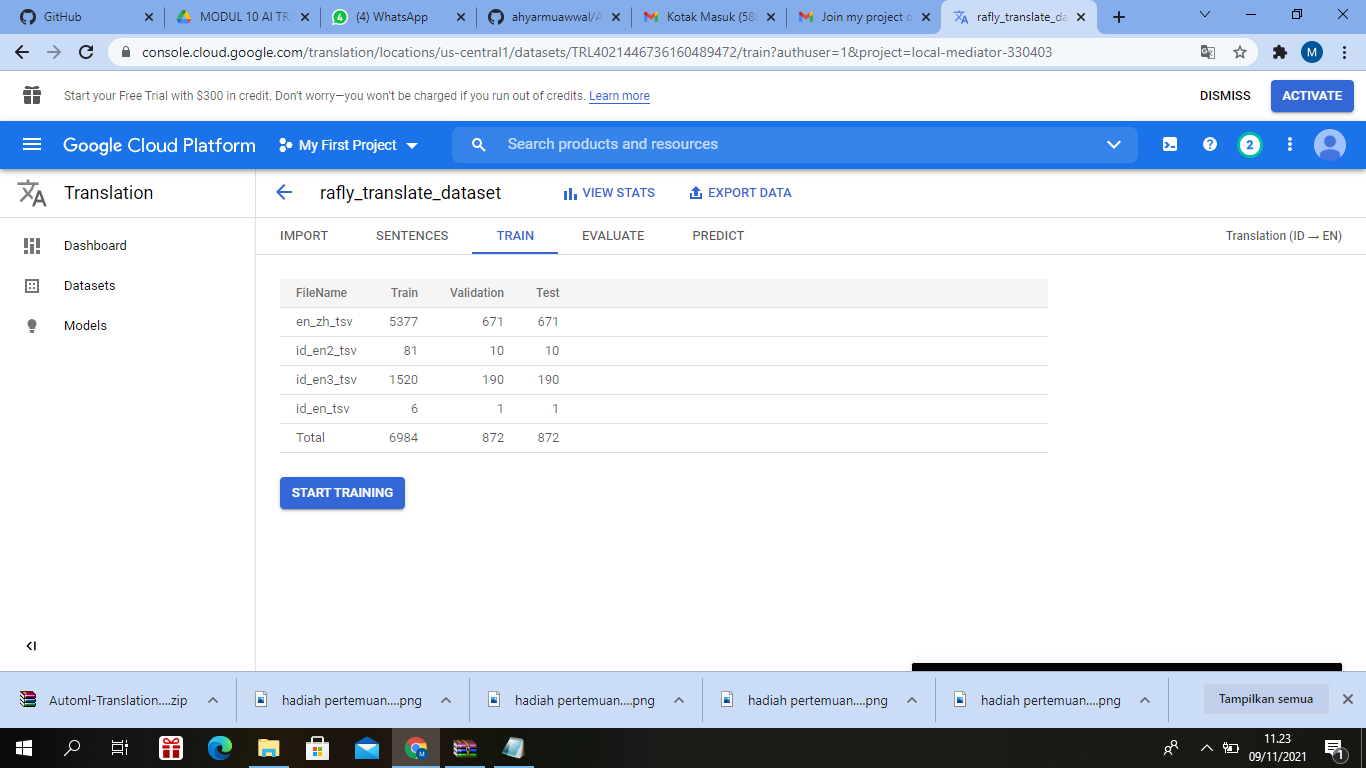 GitHub
MODUL 10 AI TRA
(4) WhatsApp
ahyarmuawwal/A
Kotak Masuk (588
Join my project o
rafly_translate_da
console.cloud.google.com/translation/locations/us-central1/datasets/TRL4021446736160489472/train?authuser=1&project=local-mediator-330403
M
Start your Free Trial with $300 in credit. Don't worry—you won't be charged if you run out of credits. Learn more
DISMISS
ACTIVATE
Google Cloud Platform
My First Project
Search products and resources
2
Translation
rafly_translate_dataset
VIEW STATS
EXPORT DATA
Dashboard
Datasets
Models
IMPORT
SENTENCES
TRAIN
EVALUATE
PREDICT
Translation (ID → EN)
FileName Train Validation Test
en_zh_tsv 5377 671 671
id_en2_tsv 81 10 10
id_en3_tsv 1520 190 190
id_en_tsv 6 1 1
Total 6984 872 872
START TRAINING
Automl-Translation....zip
hadiah pertemuan....png
hadiah pertemuan....png
hadiah pertemuan....png
hadiah pertemuan....png
Tampilkan semua
11.23
09/11/2021
1